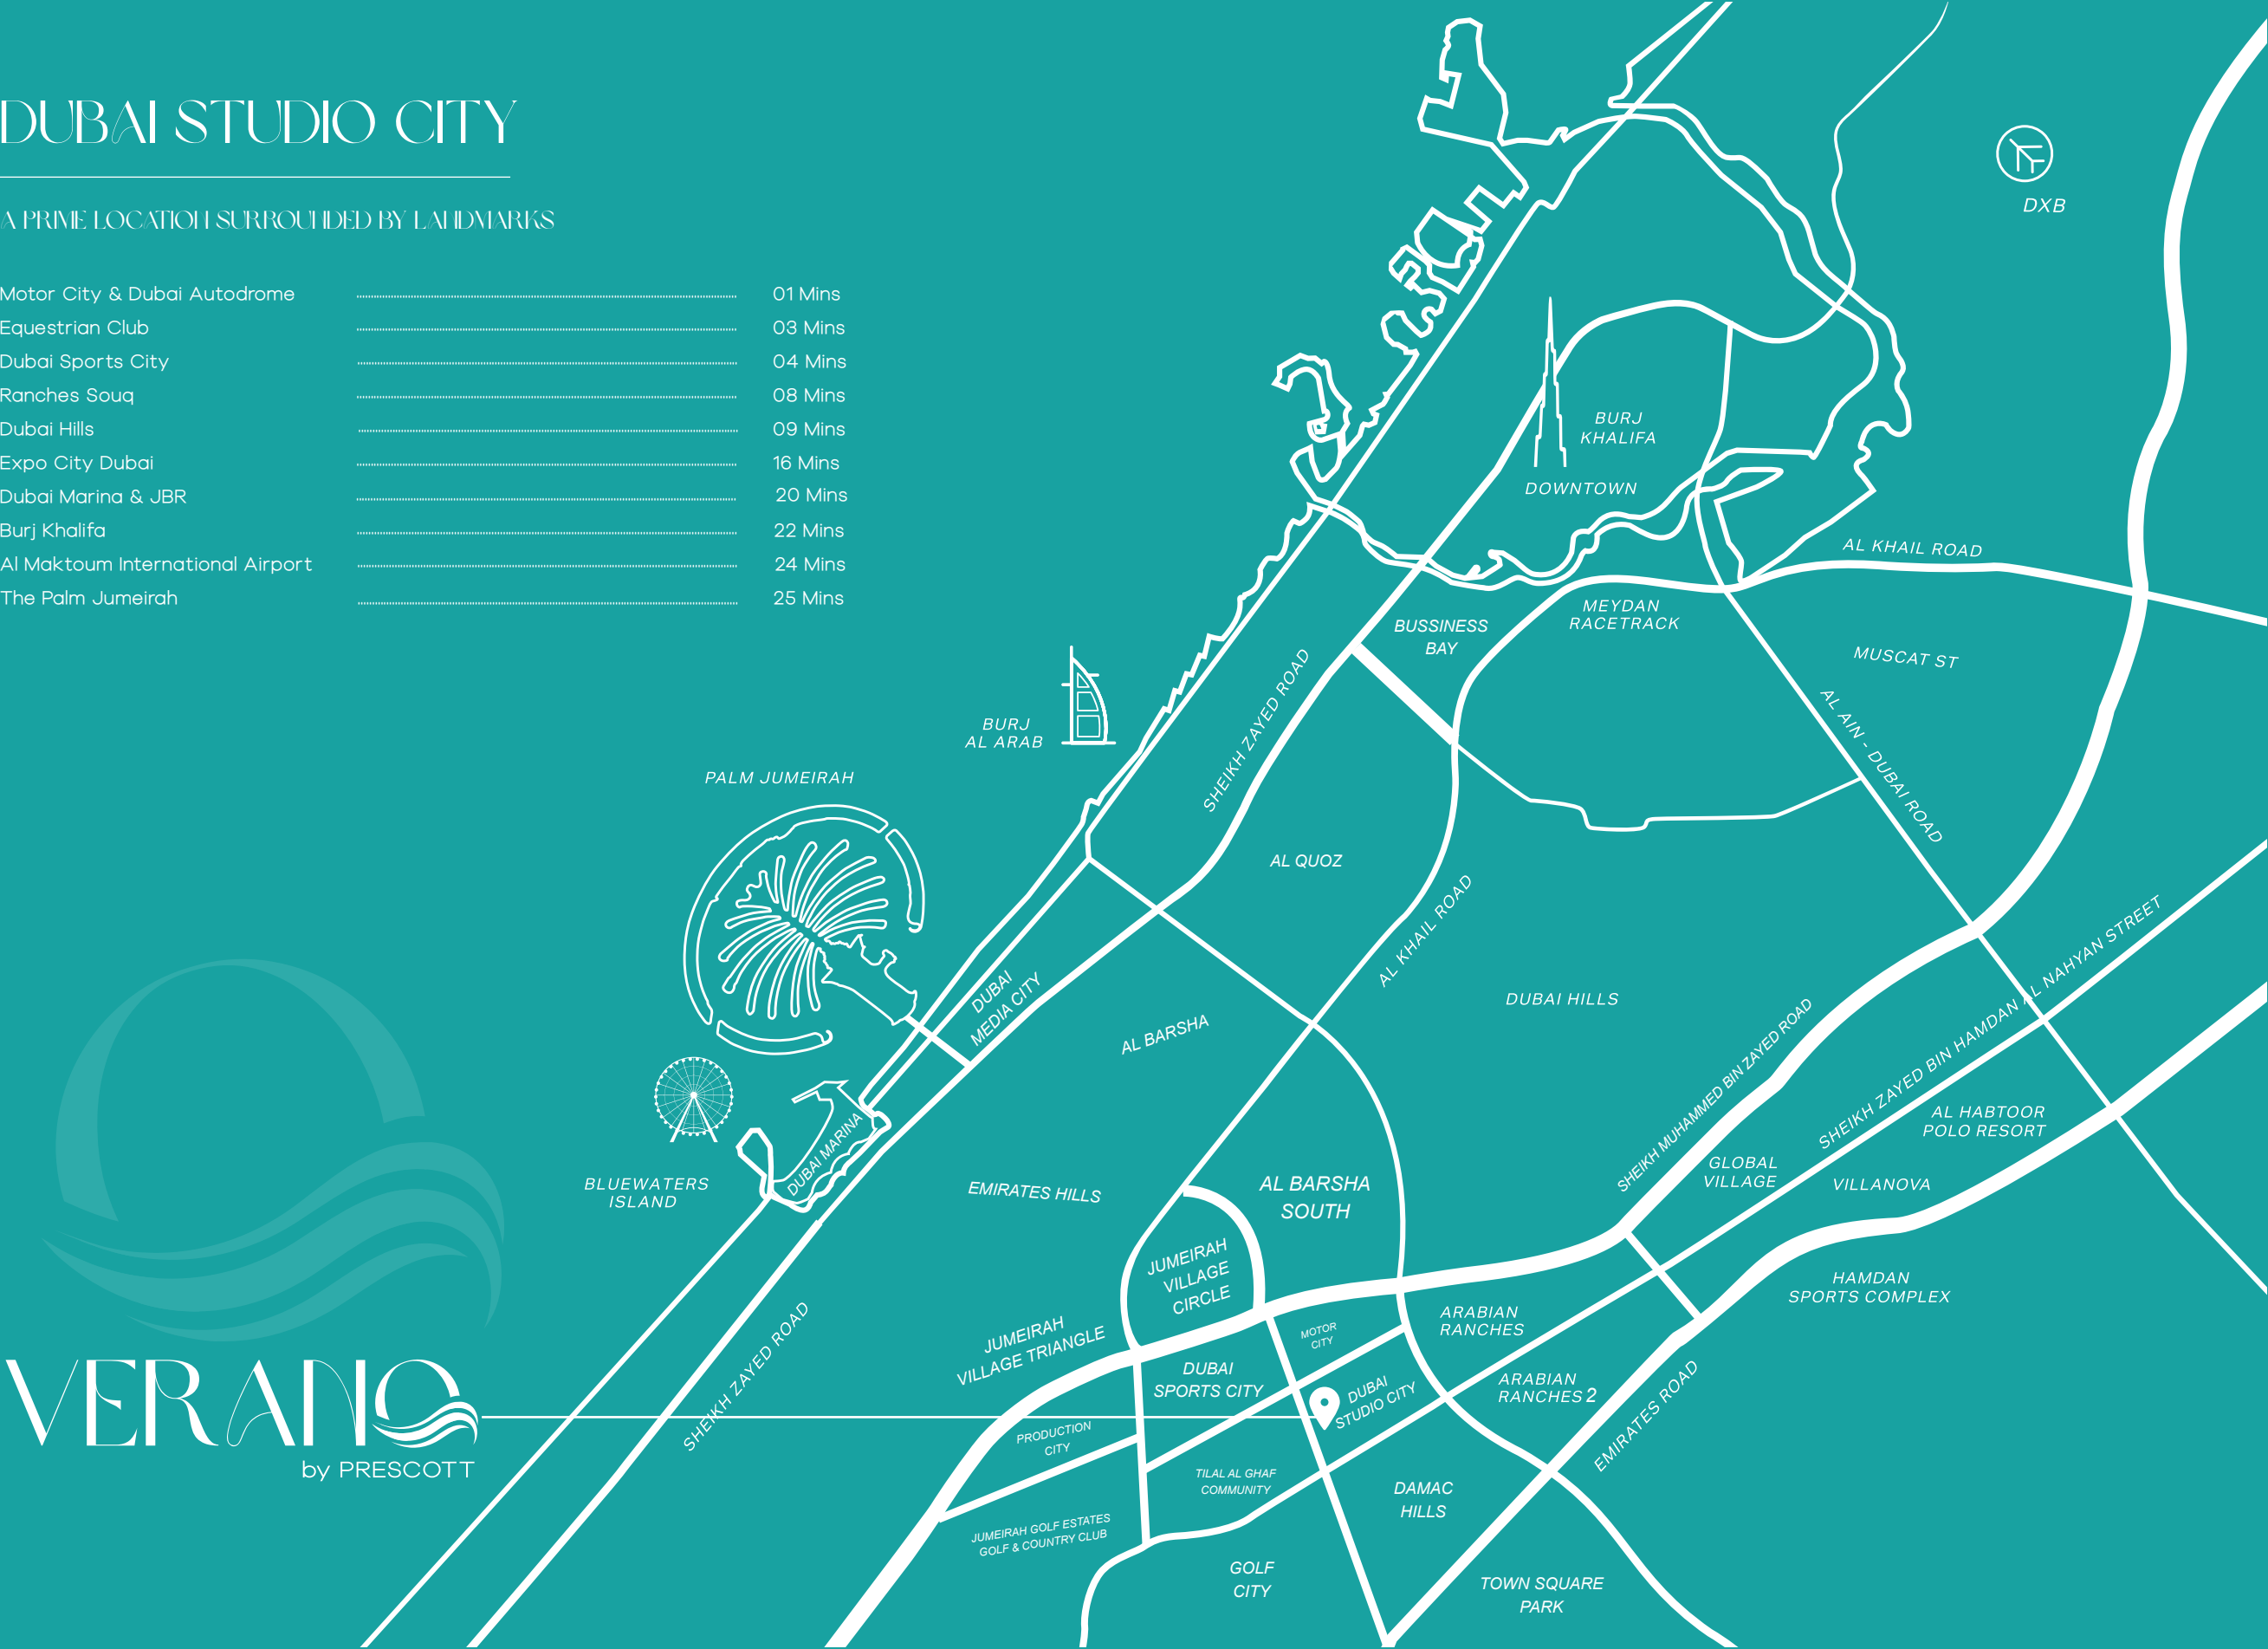 DUBAI STUDIO CITY
A PRIME LOCATION SURROUNDED BY LANDMARKS
Motor City & Dubai Autodrome 01 Mins
Equestrian Club 03 Mins
Dubai Sports City 04 Mins
Ranches Souq 08 Mins
Dubai Hills 09 Mins
Expo City Dubai 16 Mins
Dubai Marina & JBR 20 Mins
Burj Khalifa 22 Mins
Al Maktoum International Airport 24 Mins
The Palm Jumeirah 25 Mins
DXB
BURJ
KHALIFA
DOWNTOWN
AL KHAIL ROAD
MEYDAN
RACETRACK
BUSSINESS
BAY
MUSCAT ST
SHEIKH ZAYED ROAD
AL AIN - DUBAI ROAD
BURJ
AL ARAB
PALM JUMEIRAH
AL QUOZ
AL KHAIL ROAD
DUBAI HILLS
DUBAI
MEDIA CITY
AL BARSHA
SHEIKH MUHAMMED BIN ZAYED ROAD
SHEIKH ZAYED BIN HAMDAN AL NAHYAN STREET
AL HABTOOR
POLO RESORT
GLOBAL
VILLAGE
VILLANOVA
DUBAI MARINA
BLUEWATERS
ISLAND
EMIRATES HILLS
AL BARSHA
SOUTH
JUMEIRAH
VILLAGE
CIRCLE
HAMDAN
SPORTS COMPLEX
JUMEIRAH
VILLAGE TRIANGLE
MOTOR
CITY
ARABIAN
RANCHES
SHEIKH ZAYED ROAD
DUBAI
SPORTS CITY
DUBAI
STUDIO CITY
ARABIAN
RANCHES 2
EMIRATES ROAD
VERANO
by PRESCOTT
PRODUCTION
CITY
TILAL AL GHAF
COMMUNITY
DAMAC
HILLS
JUMEIRAH GOLF ESTATES
GOLF & COUNTRY CLUB
GOLF
CITY
TOWN SQUARE
PARK